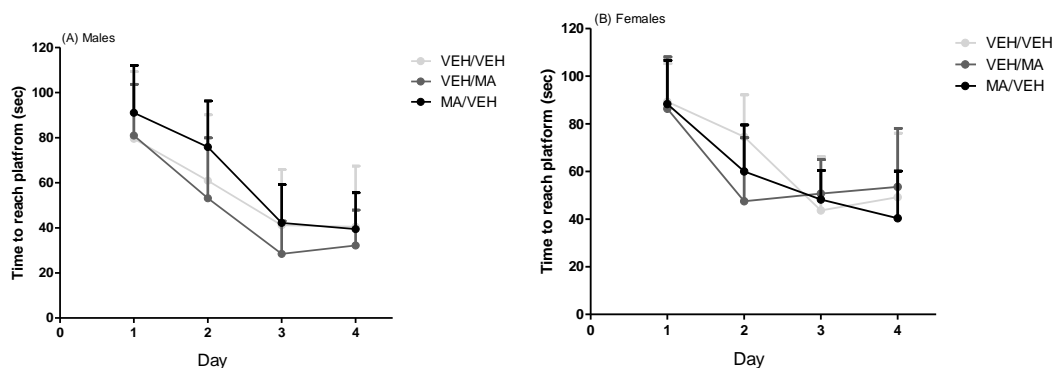 (A) Males
120
100
80
60
40
20
0
0
1
2
3
4
Time to reach platfrom (sec)
Day
VEH/VEH
VEH/MA
MA/VEH
(B) Females
120
100
80
60
40
20
0
0
1
2
3
4
Time to reach platform (sec)
Day
VEH/VEH
VEH/MA
MA/VEH